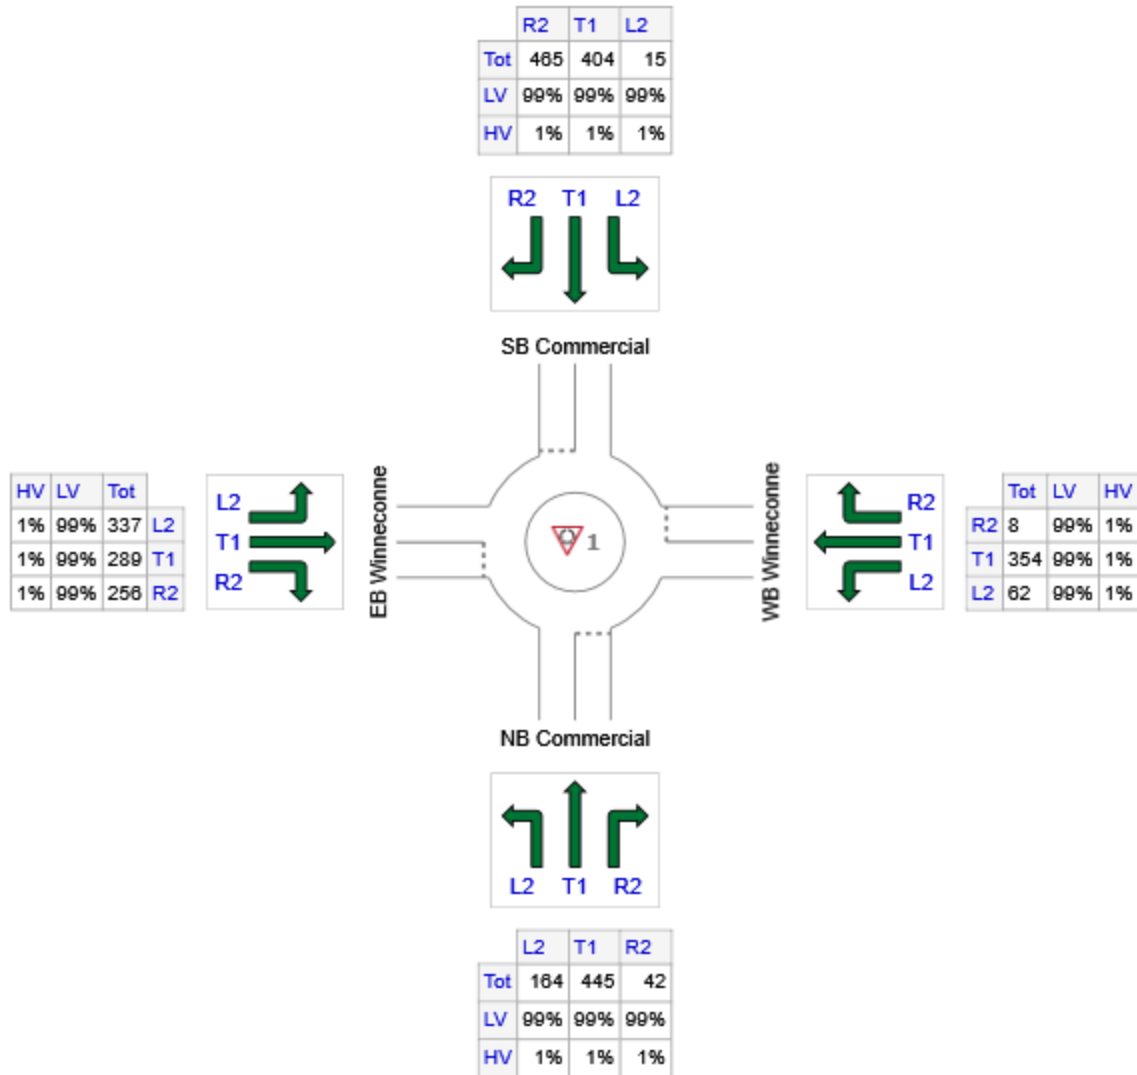 R2 T1 L2
Tot 465 404 15
LV 99% 99% 99%
HV 1% 1% 1%
R2 T1 L2
SB Commercial
HV LV Tot
1% 99% 337 L2
1% 99% 289 T1
1% 99% 256 R2
L2
T1
R2
EB Winneconne
1
WB Winneconne
R2
T1
L2
Tot LV HV
R2 8 99% 1%
T1 354 99% 1%
L2 62 99% 1%
NB Commercial
L2 T1 R2
L2 T1 R2
Tot 164 445 42
LV 99% 99% 99%
HV 1% 1% 1%